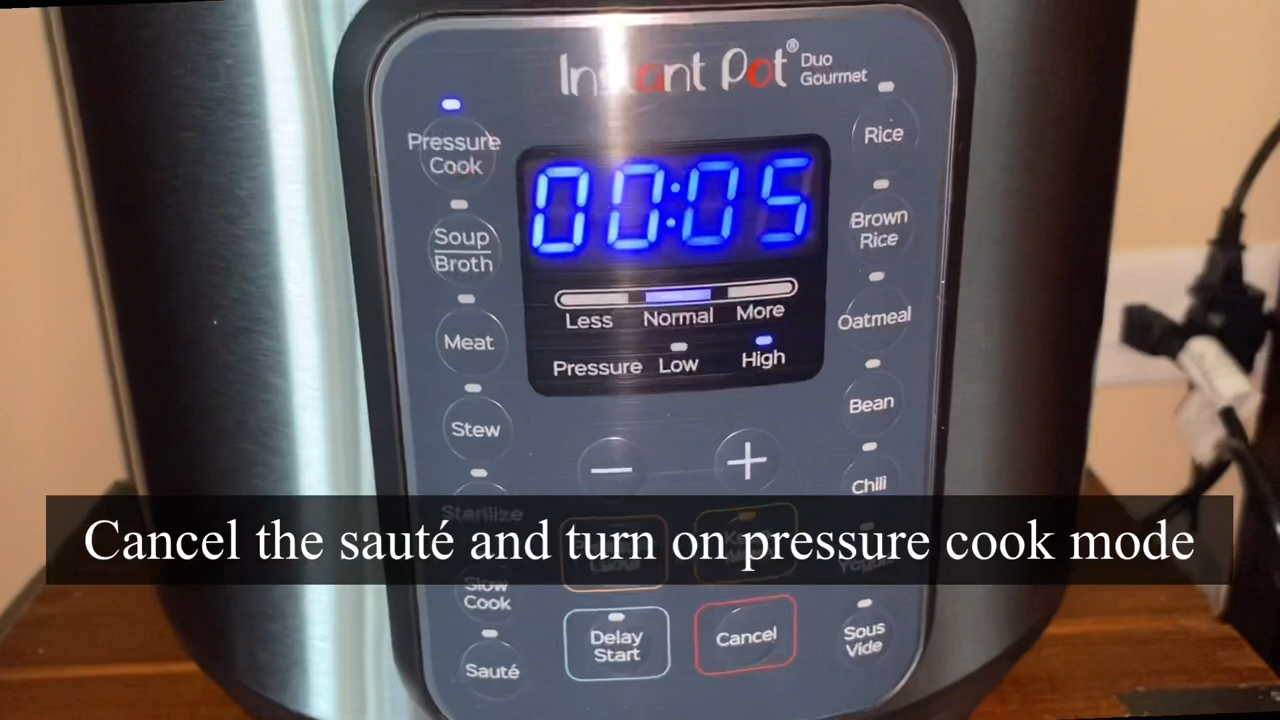 Instant Pot®
Duo
Gourmet
Pressure
Cook
Soup
Broth
Meat
Stew
Sterilize
Slow
Cook
Sauté
00:05
Less Normal More
Pressure Low High
Rice
Brown
Rice
Oatmeal
Bean
Chili
Sous
Vide
Delay
Start
Cancel
Cancel the sauté and turn on pressure cook mode